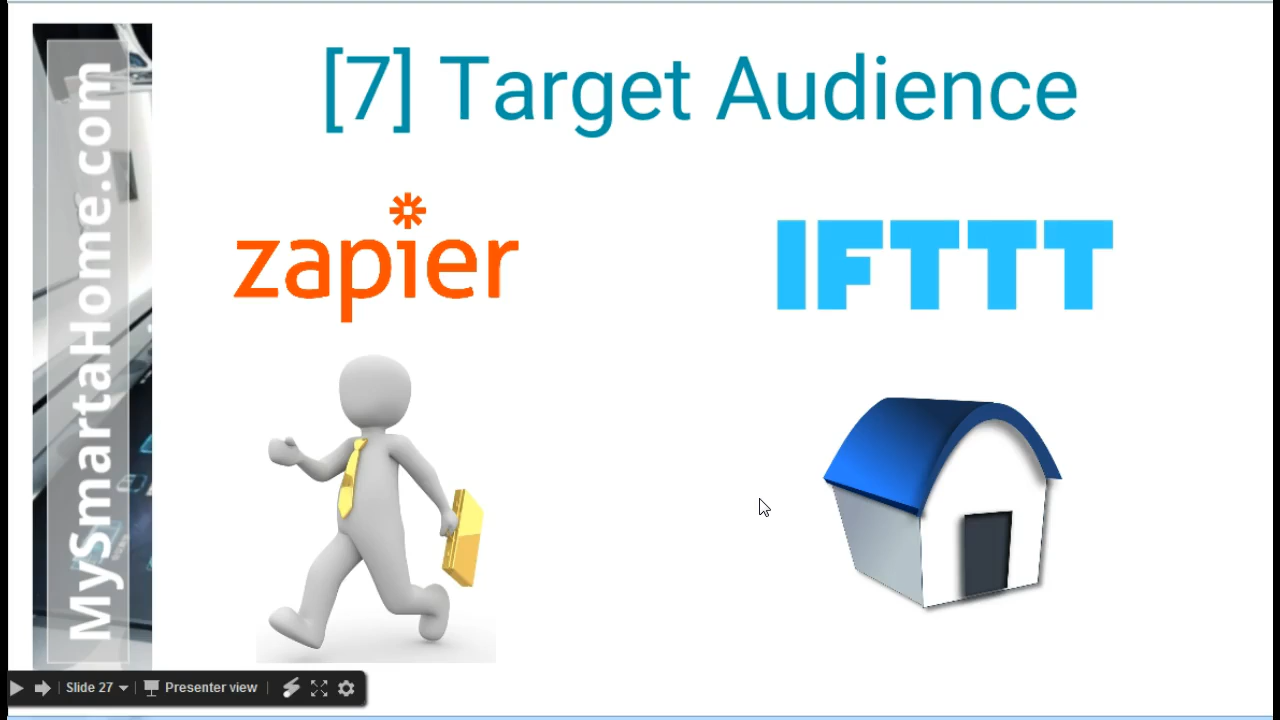 [7] Target Audience
MySmartaHome.com
zapier
IFTTT
Slide 27
Presenter view